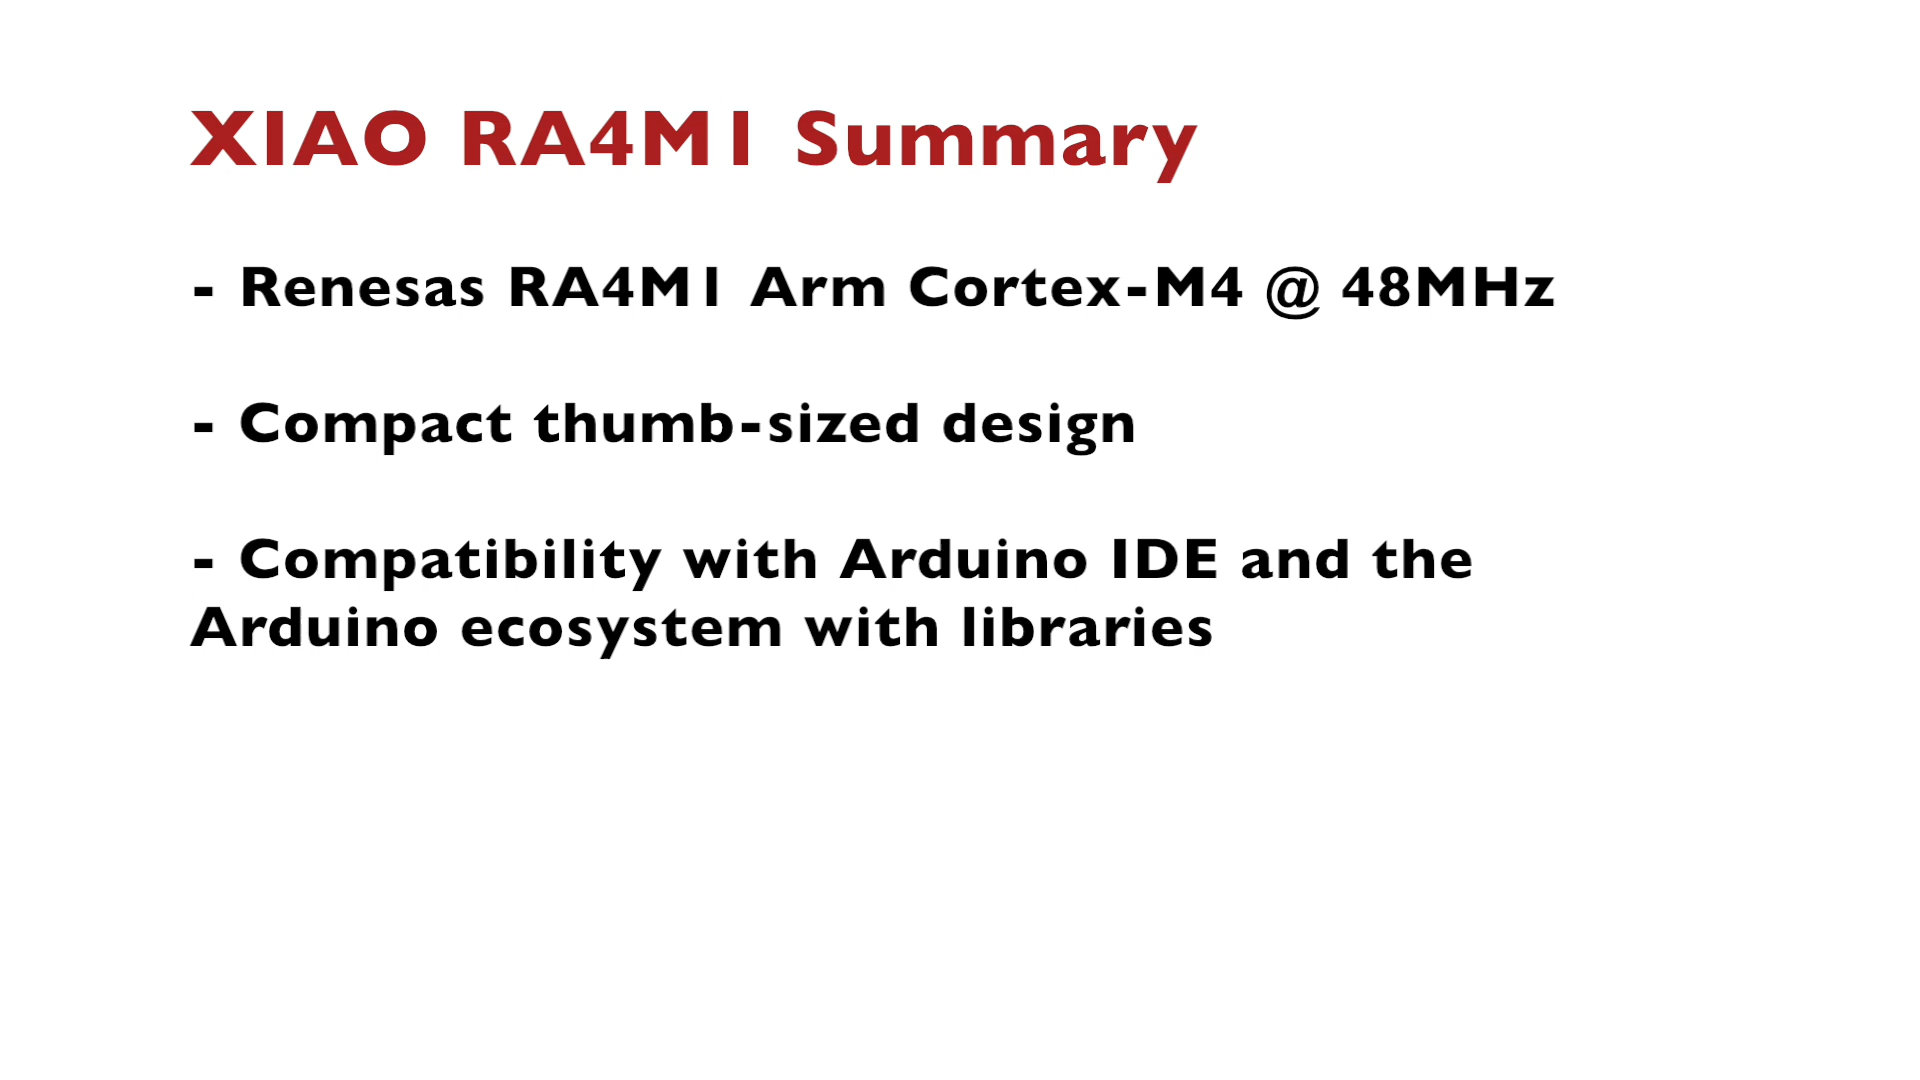 XIAO RA4M1 Summary
- Renesas RA4M1 Arm Cortex-M4 @ 48MHz
- Compact thumb-sized design
- Compatibility with Arduino IDE and the
Arduino ecosystem with libraries